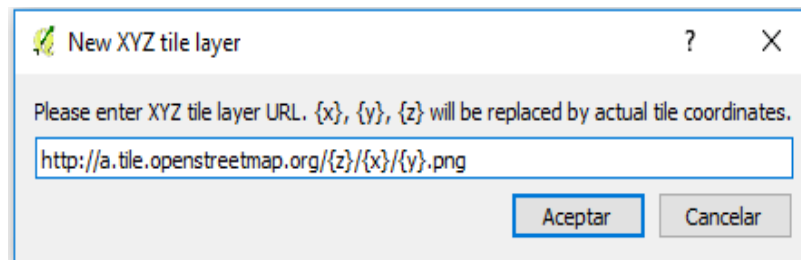 New XYZ tile layer
Please enter XYZ tile layer URL. {x}, {y}, {z} will be replaced by actual tile coordinates.
http://a.tile.openstreetmap.org/{z}/{x}/{y}.png
Aceptar Cancelar